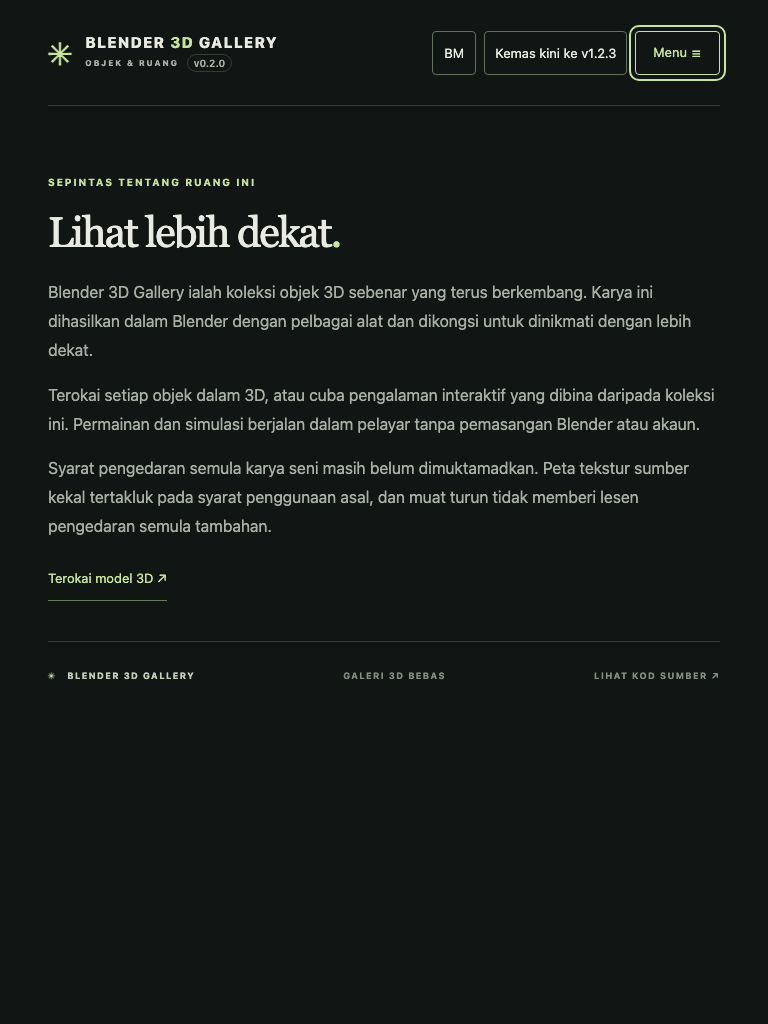 BLENDER 3D GALLERY
OBJEK & RUANG v0.2.0
BM
Kemas kini ke v1.2.3
Menu ≡
SEPINTAS TENTANG RUANG INI
Lihat lebih dekat.
Blender 3D Gallery ialah koleksi objek 3D sebenar yang terus berkembang. Karya ini
dihasilkan dalam Blender dengan pelbagai alat dan dikongsi untuk dinikmati dengan lebih
dekat.
Terokai setiap objek dalam 3D, atau cuba pengalaman interaktif yang dibina daripada koleksi
ini. Permainan dan simulasi berjalan dalam pelayar tanpa pemasangan Blender atau akaun.
Syarat pengedaran semula karya seni masih belum dimuktamadkan. Peta tekstur sumber
kekal tertakluk pada syarat penggunaan asal, dan muat turun tidak memberi lesen
pengedaran semula tambahan.
Terokai model 3D ↗
✳ BLENDER 3D GALLERY
GALERI 3D BEBAS
LIHAT KOD SUMBER ↗